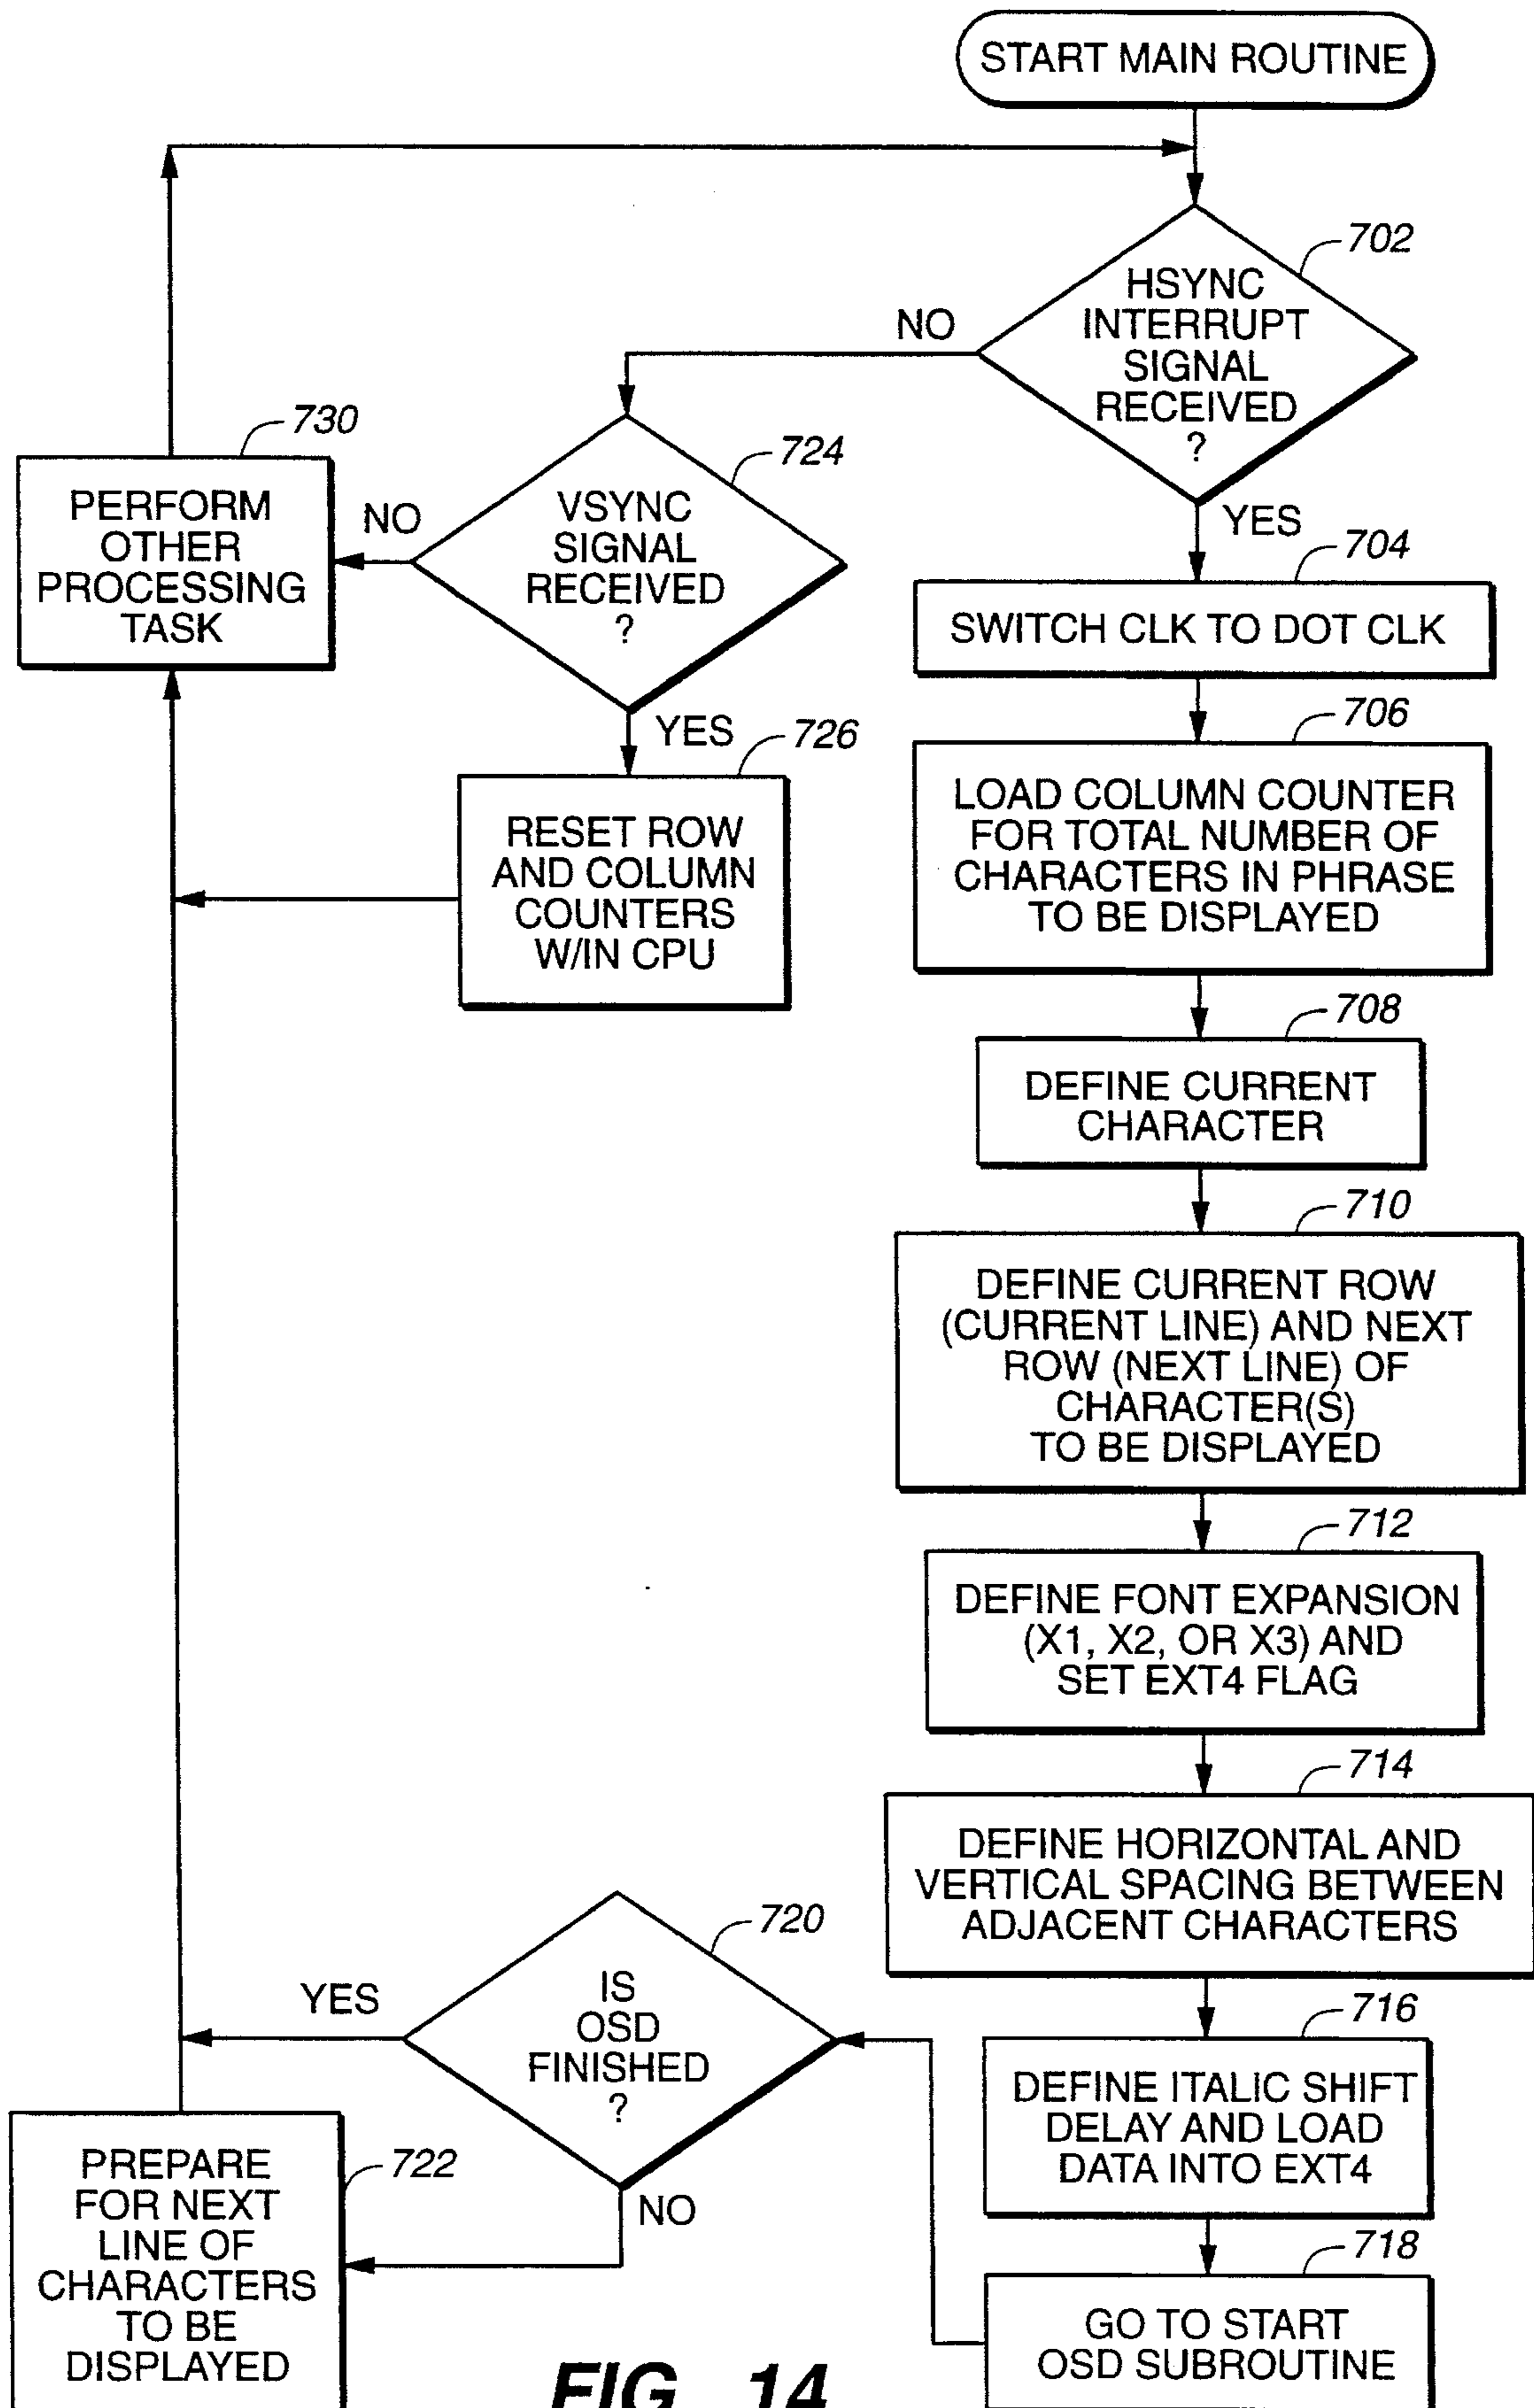 START MAIN ROUTINE
702
HSYNC
INTERRUPT
SIGNAL
RECEIVED
?
NO
YES
724
VSYNC
SIGNAL
RECEIVED
?
NO
YES
730
PERFORM
OTHER
PROCESSING
TASK
726
RESET ROW
AND COLUMN
COUNTERS
W/IN CPU
704
SWITCH CLK TO DOT CLK
706
LOAD COLUMN COUNTER
FOR TOTAL NUMBER OF
CHARACTERS IN PHRASE
TO BE DISPLAYED
708
DEFINE CURRENT
CHARACTER
710
DEFINE CURRENT ROW
(CURRENT LINE) AND NEXT
ROW (NEXT LINE) OF
CHARACTER(S)
TO BE DISPLAYED
712
DEFINE FONT EXPANSION
(X1, X2, OR X3) AND
SET EXT4 FLAG
714
DEFINE HORIZONTAL AND
VERTICAL SPACING BETWEEN
ADJACENT CHARACTERS
716
DEFINE ITALIC SHIFT
DELAY AND LOAD
DATA INTO EXT4
718
GO TO START
OSD SUBROUTINE
720
IS
OSD
FINISHED
?
YES
NO
722
PREPARE
FOR NEXT
LINE OF
CHARACTERS
TO BE
DISPLAYED
FIG_14